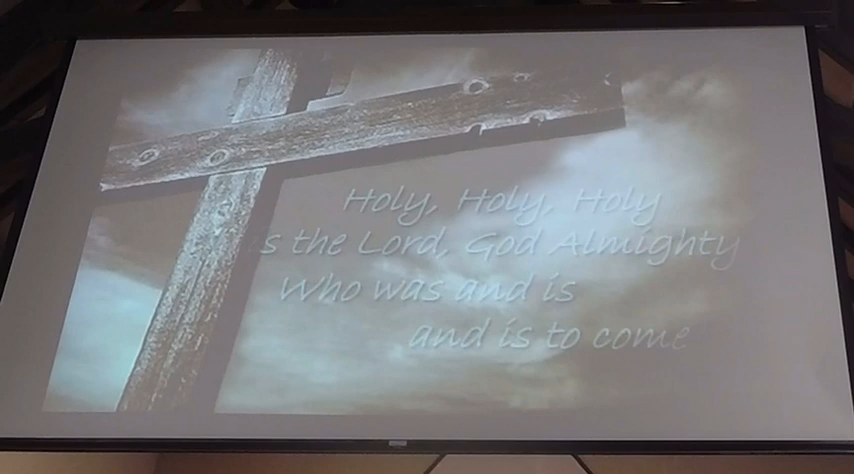 Holy, Holy, Holy
s the Lord, God Almighty
Who was and is
and is to come